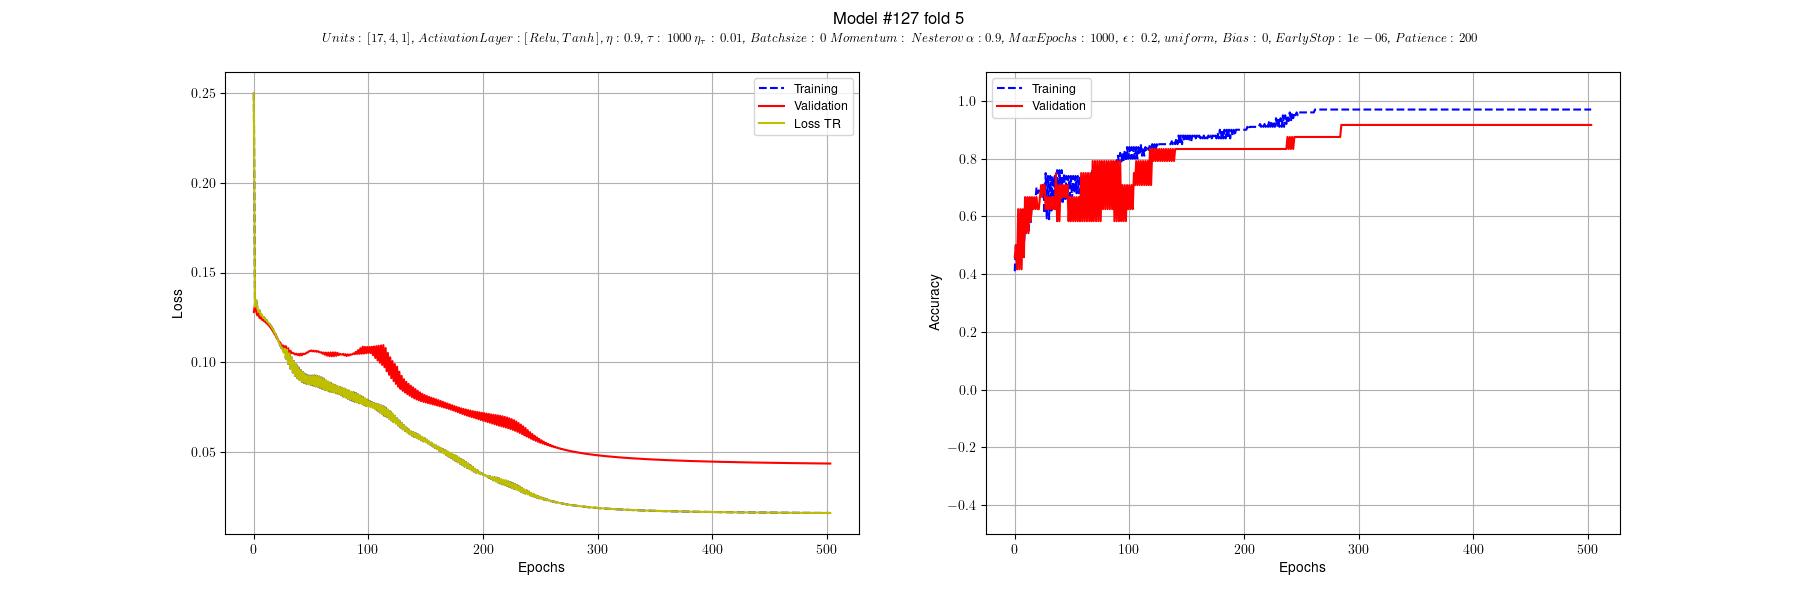 Model #127 fold 5
Units : [17, 4, 1], ActivationLayer : [Relu, Tanh], η : 0.9, τ : 1000 η_τ : 0.01, Batchsize : 0 Momentum : Nesterov α : 0.9, MaxEpochs : 1000, ϵ : 0.2, uniform, Bias : 0, EarlyStop : 1e − 06, Patience : 200
Training
Validation
Loss TR
0.25
0.20
0.15
0.10
0.05
Loss
0 100 200 300 400 500
Epochs
Training
Validation
1.0
0.8
0.6
0.4
0.2
0.0
−0.2
−0.4
Accuracy
0 100 200 300 400 500
Epochs